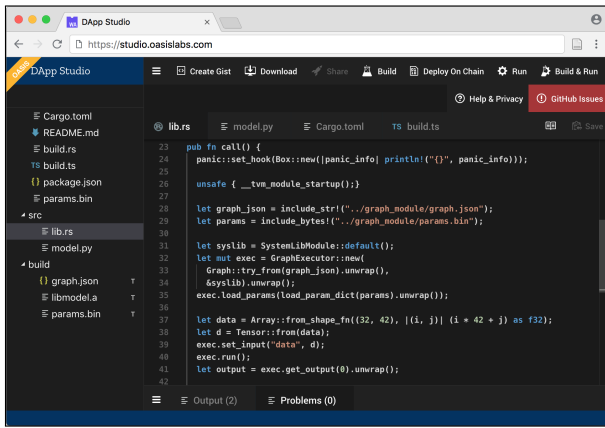 DApp Studio
https://studio.oasislabs.com
OASIS
DApp Studio
Create Gist Download Share Build Deploy On Chain Run Build & Run
Help & Privacy GitHub Issues
Cargo.toml
README.md
build.rs
TS build.ts
{} package.json
params.bin
src
lib.rs
model.py
build
{} graph.json T
libmodel.a T
params.bin T
lib.rs model.py Cargo.toml TS build.ts Save
23 pub fn call() {
24 panic::set_hook(Box::new(|panic_info| println!("{}", panic_info)));
25
26 unsafe { __tvm_module_startup();}
27
28 let graph_json = include_str!("../graph_module/graph.json");
29 let params = include_bytes!("../graph_module/params.bin");
30
31 let syslib = SystemLibModule::default();
32 let mut exec = GraphExecutor::new(
33 Graph::try_from(graph_json).unwrap(),
34 &syslib).unwrap();
35 exec.load_params(load_param_dict(params).unwrap());
36
37 let data = Array::from_shape_fn((32, 42), |(i, j)| (i * 42 + j) as f32);
38 let d = Tensor::from(data);
39 exec.set_input("data", d);
40 exec.run();
41 let output = exec.get_output(0).unwrap();
42
Output (2) Problems (0)